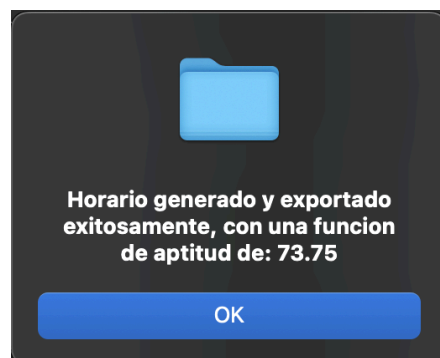 Horario generado y exportado
exitosamente, con una funcion
de aptitud de: 73.75
OK